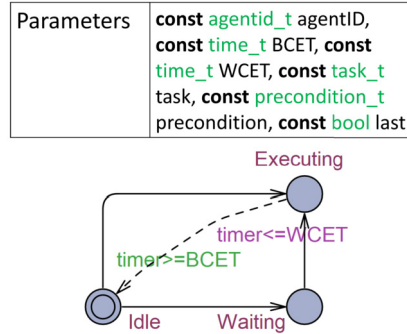 Parameters
const agentid_t agentID,
const time_t BCET, const
time_t WCET, const task_t
task, const precondition_t
precondition, const bool last
Executing
timer<=WCET
timer>=BCET
Idle
Waiting